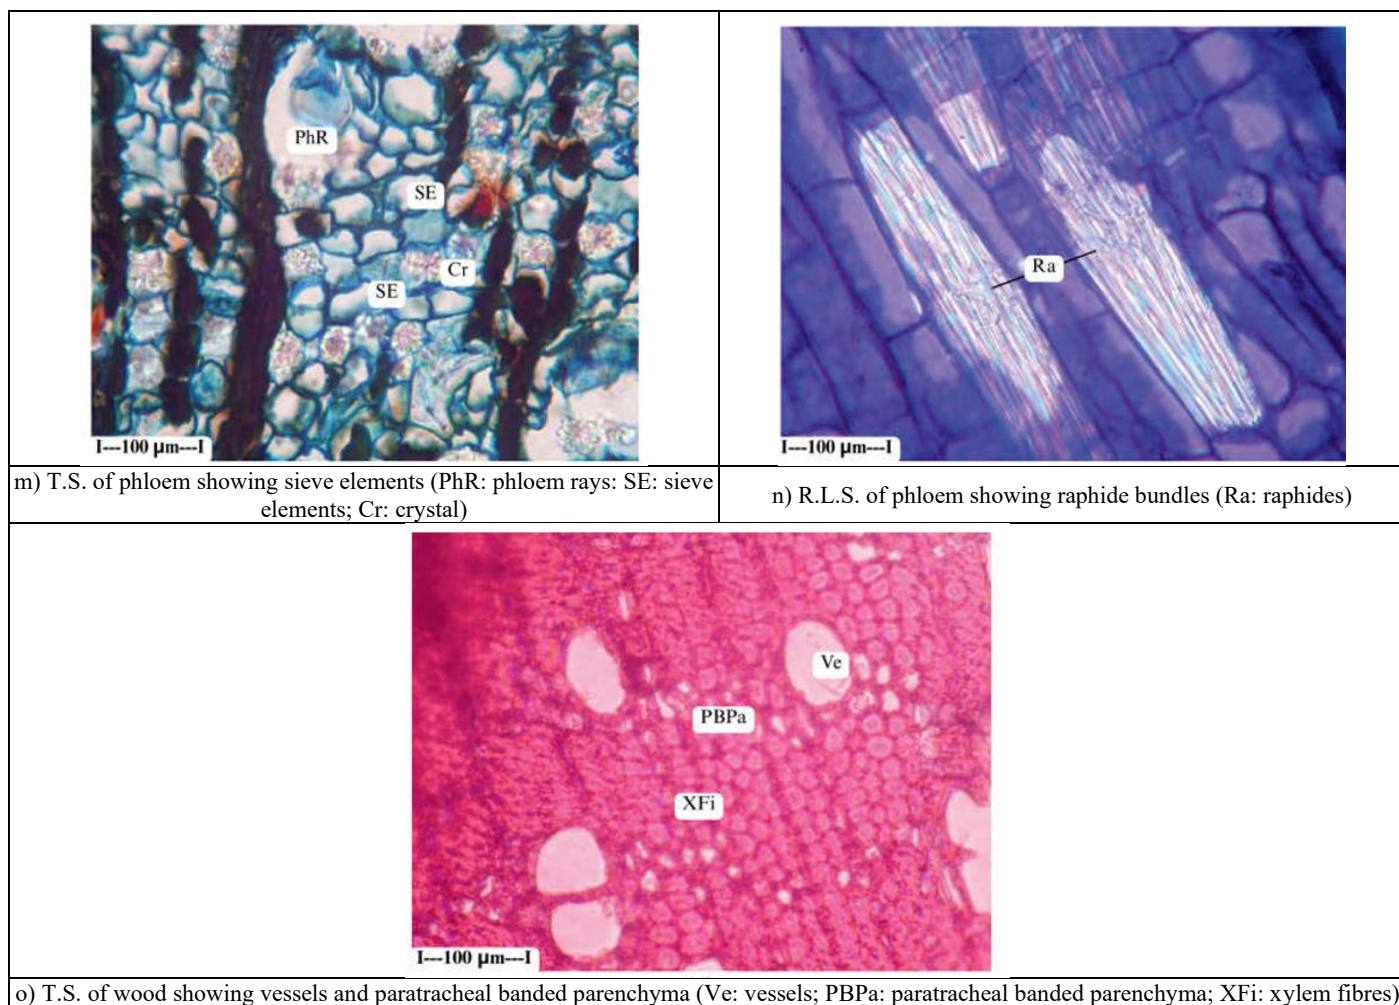 PhR
SE
Cr
SE
I---100 µm---I
Ra
I---100 µm---I
m) T.S. of phloem showing sieve elements (PhR: phloem rays: SE: sieve
elements; Cr: crystal)
n) R.L.S. of phloem showing raphide bundles (Ra: raphides)
Ve
PBPa
XFi
I---100 µm---I
o) T.S. of wood showing vessels and paratracheal banded parenchyma (Ve: vessels; PBPa: paratracheal banded parenchyma; XFi: xylem fibres)